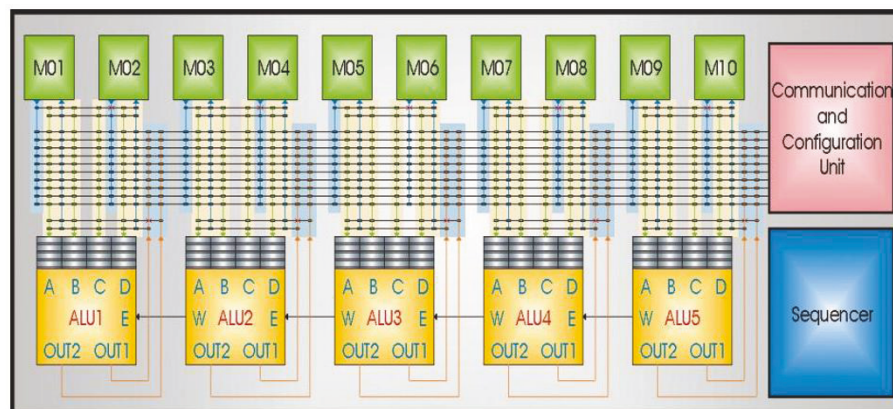 M01 M02 M03 M04 M05 M06 M07 M08 M09 M10
Communication
and
Configuration
Unit
A B C D
ALU1 E
OUT2 OUT1
A B C D
W ALU2 E
OUT2 OUT1
A B C D
W ALU3 E
OUT2 OUT1
A B C D
W ALU4 E
OUT2 OUT1
A B C D
W ALU5
OUT2 OUT1
Sequencer